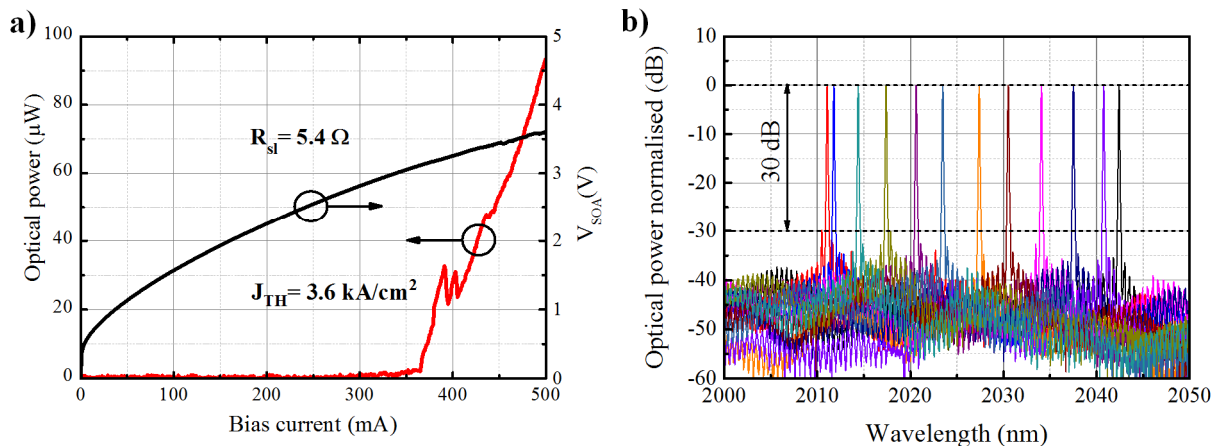 a)
100
80
60
40
20
0
Optical power (µW)
5
4
3
2
1
0
V_SOA(V)
R_sl= 5.4 Ω
J_TH= 3.6 kA/cm²
0 100 200 300 400 500
Bias current (mA)
b)
10
0
-10
-20
-30
-40
-50
-60
Optical power normalised (dB)
30 dB
2000 2010 2020 2030 2040 2050
Wavelength (nm)